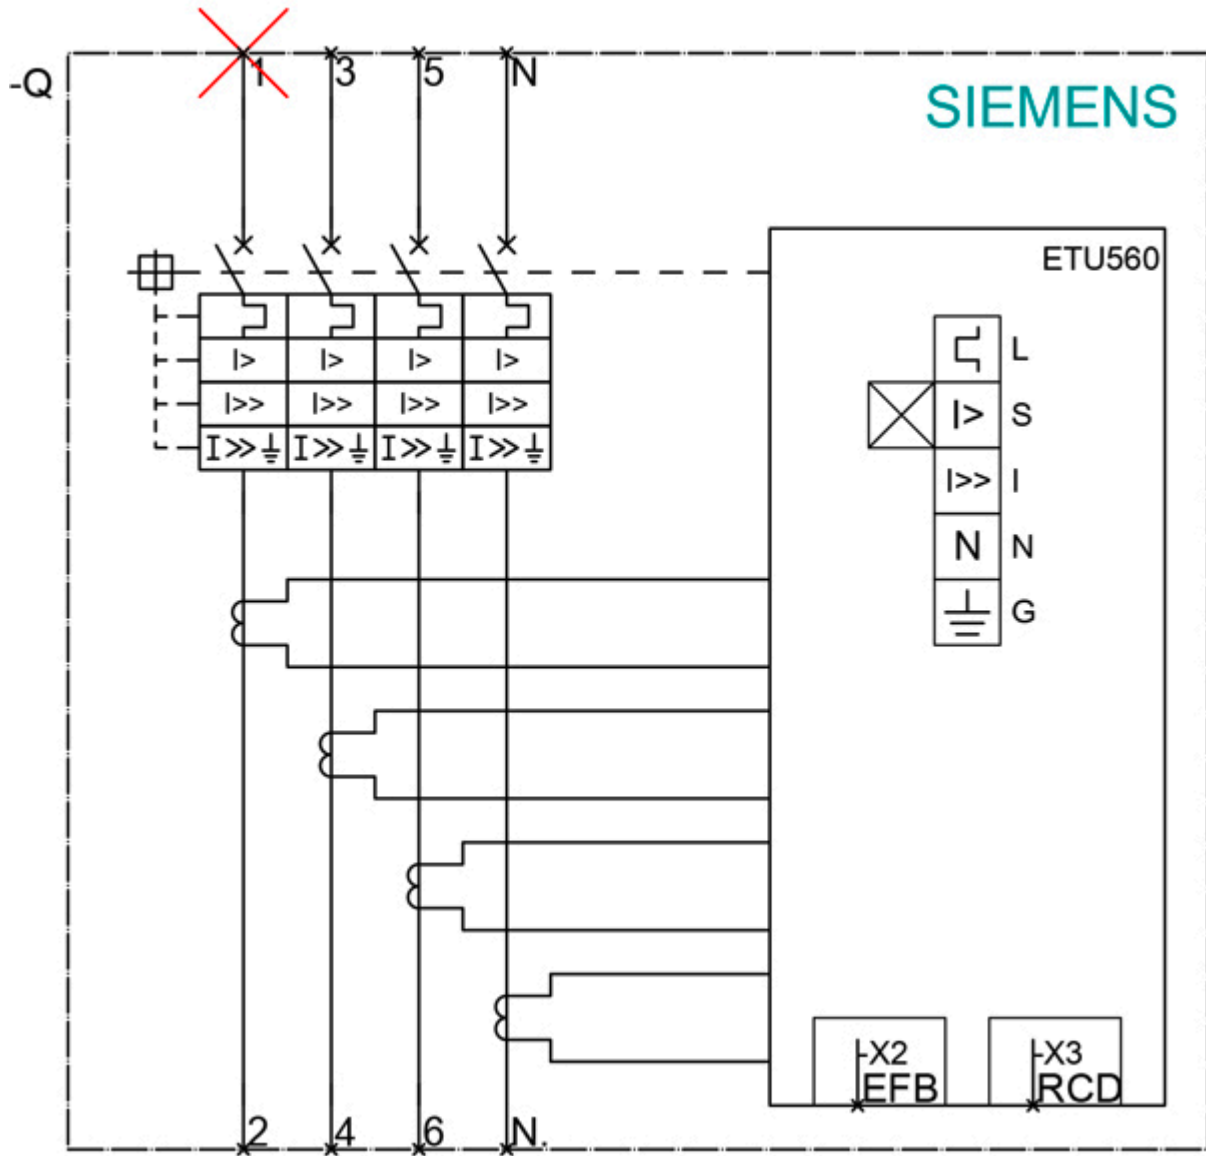 1 3 5 N
-Q
SIEMENS
ETU560
L
I> I> I> I> I> S
I>> I>> I>> I>>
I>> I>> I>> I>>
I>> I
N N
G
-X2 -X3
EFB RCD
2 4 6 N.